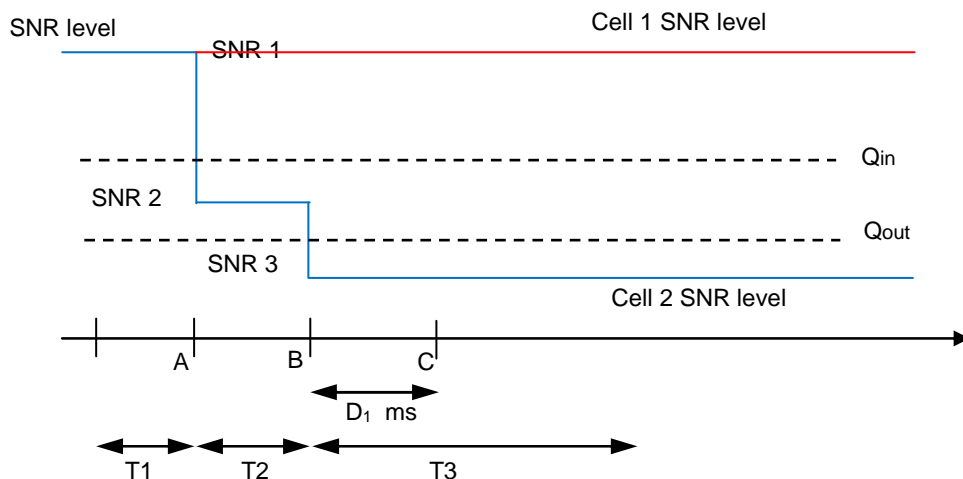 SNR level
Cell 1 SNR level
SNR 1
Qin
SNR 2
Qout
SNR 3
Cell 2 SNR level
A
B
C
D1 ms
T1
T2
T3